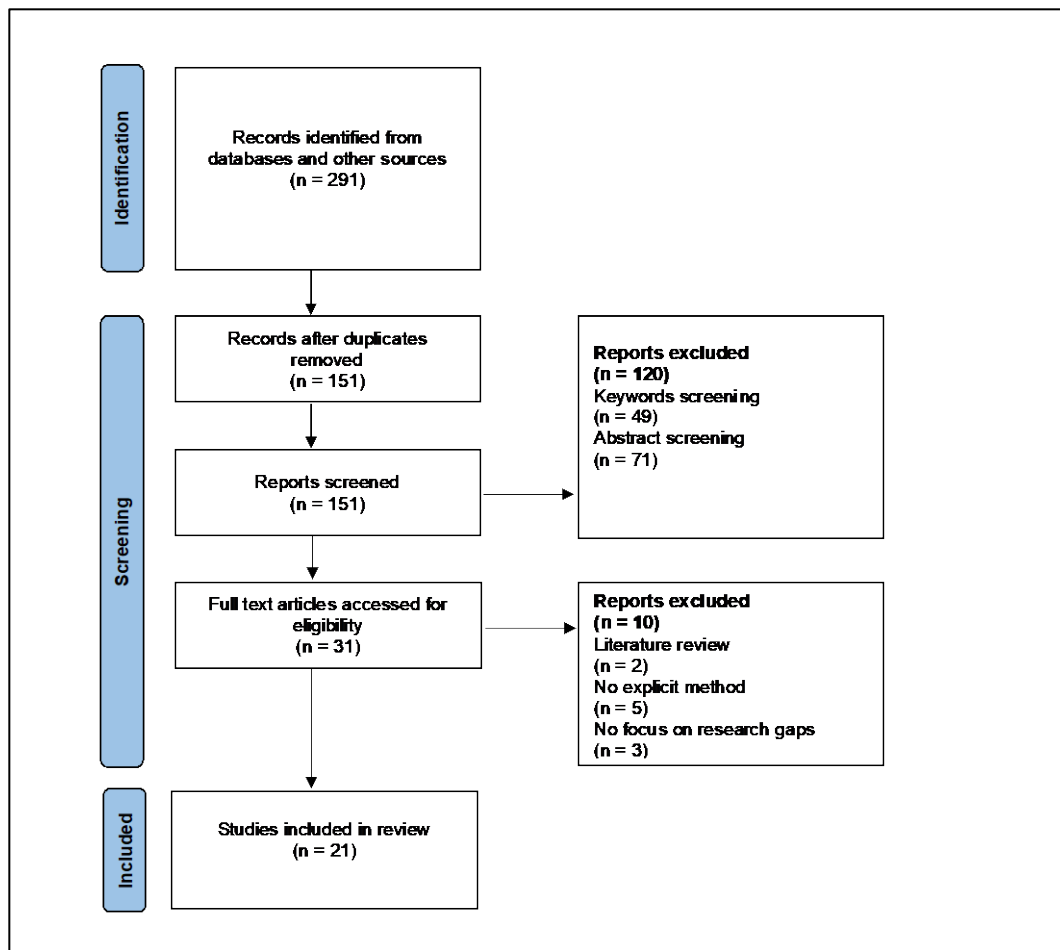 Identification
Records identified from
databases and other sources
(n = 291)
Screening
Records after duplicates
removed
(n = 151)
Reports excluded
(n = 120)
Keywords screening
(n = 49)
Abstract screening
(n = 71)
Reports screened
(n = 151)
Full text articles accessed for
eligibility
(n = 31)
Reports excluded
(n = 10)
Literature review
(n = 2)
No explicit method
(n = 5)
No focus on research gaps
(n = 3)
Included
Studies included in review
(n = 21)